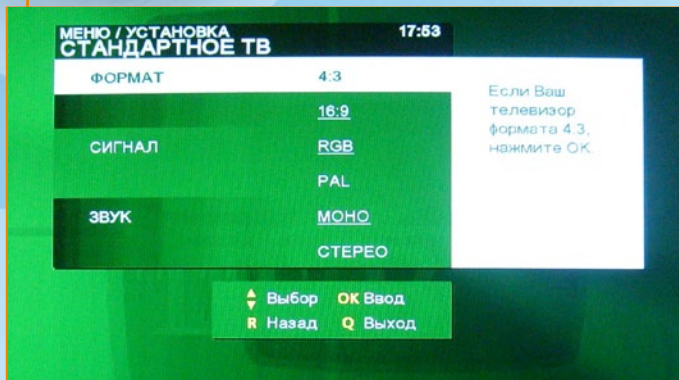 МЕНЮ / УСТАНОВКА 17:53
СТАНДАРТНОЕ ТВ
ФОРМАТ 4:3
16:9
СИГНАЛ RGB
PAL
ЗВУК МОНО
СТЕРЕО
Если Ваш
телевизор
формата 4:3,
нажмите ОК.
Выбор ОК Ввод
R Назад Q Выход